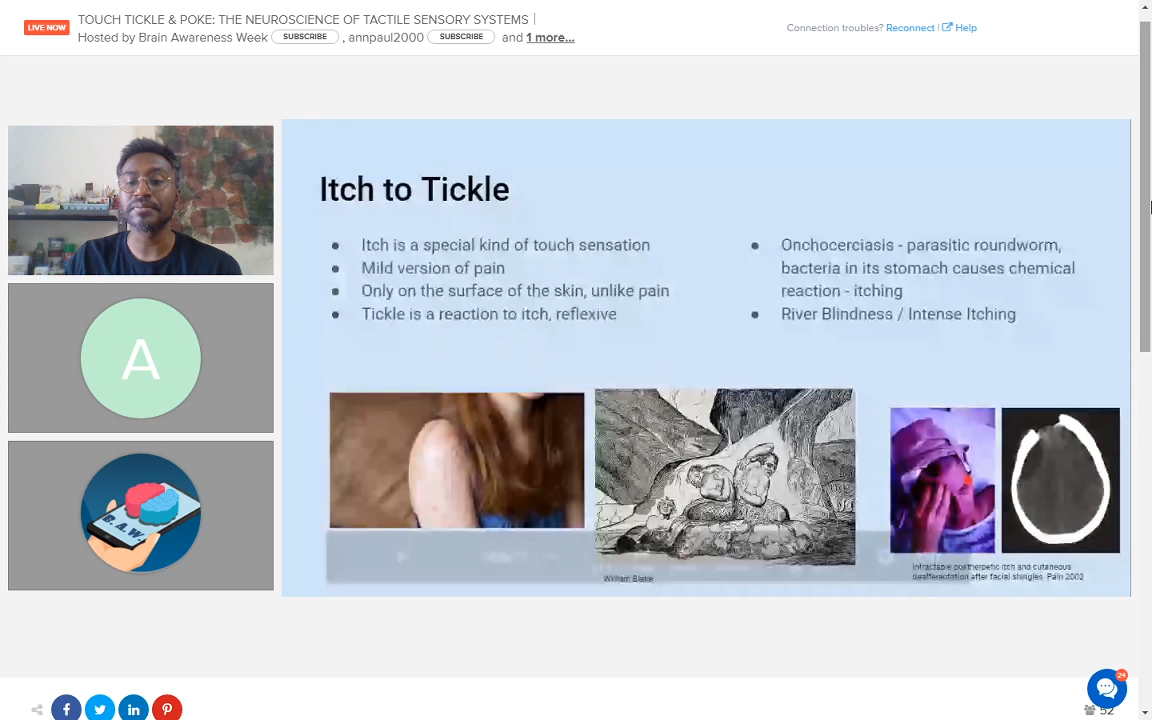 LIVE NOW
TOUCH TICKLE & POKE: THE NEUROSCIENCE OF TACTILE SENSORY SYSTEMS
Hosted by Brain Awareness Week SUBSCRIBE , annpaul2000 SUBSCRIBE and 1 more...
Connection troubles? Reconnect | Help
A
B.A.W.
Itch to Tickle
Itch is a special kind of touch sensation
Mild version of pain
Only on the surface of the skin, unlike pain
Tickle is a reaction to itch, reflexive
Onchocerciasis - parasitic roundworm,
bacteria in its stomach causes chemical
reaction - itching
River Blindness / Intense Itching
William Blake
Intractable postherpetic itch and cutaneous
deafferentation after facial shingles. Pain 2002
24
52